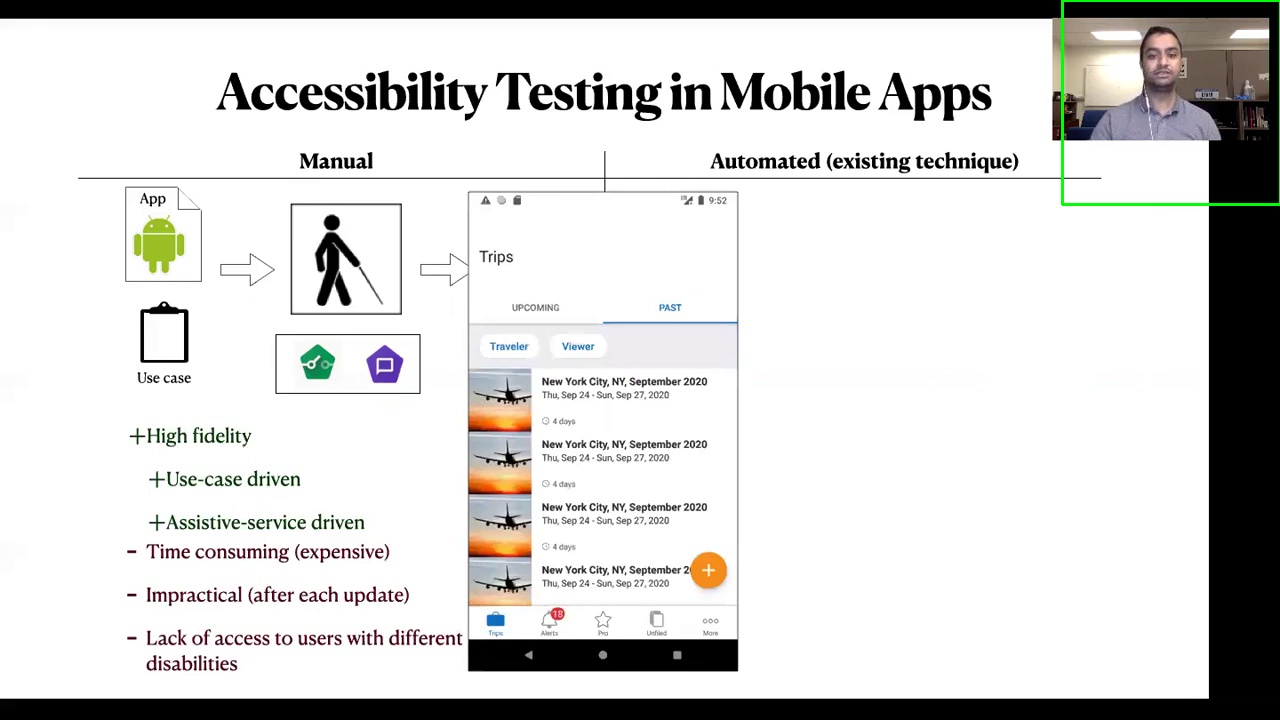 Accessibility Testing in Mobile Apps
Manual
Automated (existing technique)
App
Use case
+High fidelity
+Use-case driven
+Assistive-service driven
- Time consuming (expensive)
- Impractical (after each update)
- Lack of access to users with different
disabilities
9:52
Trips
UPCOMING
PAST
Traveler
Viewer
New York City, NY, September 2020
Thu, Sep 24 - Sun, Sep 27, 2020
4 days
New York City, NY, September 2020
Thu, Sep 24 - Sun, Sep 27, 2020
4 days
New York City, NY, September 2020
Thu, Sep 24 - Sun, Sep 27, 2020
4 days
New York City, NY, September 20
Thu, Sep 24 - Sun, Sep 27, 2020
+
18
Trips
Alerts
Pro
Unfiled
More